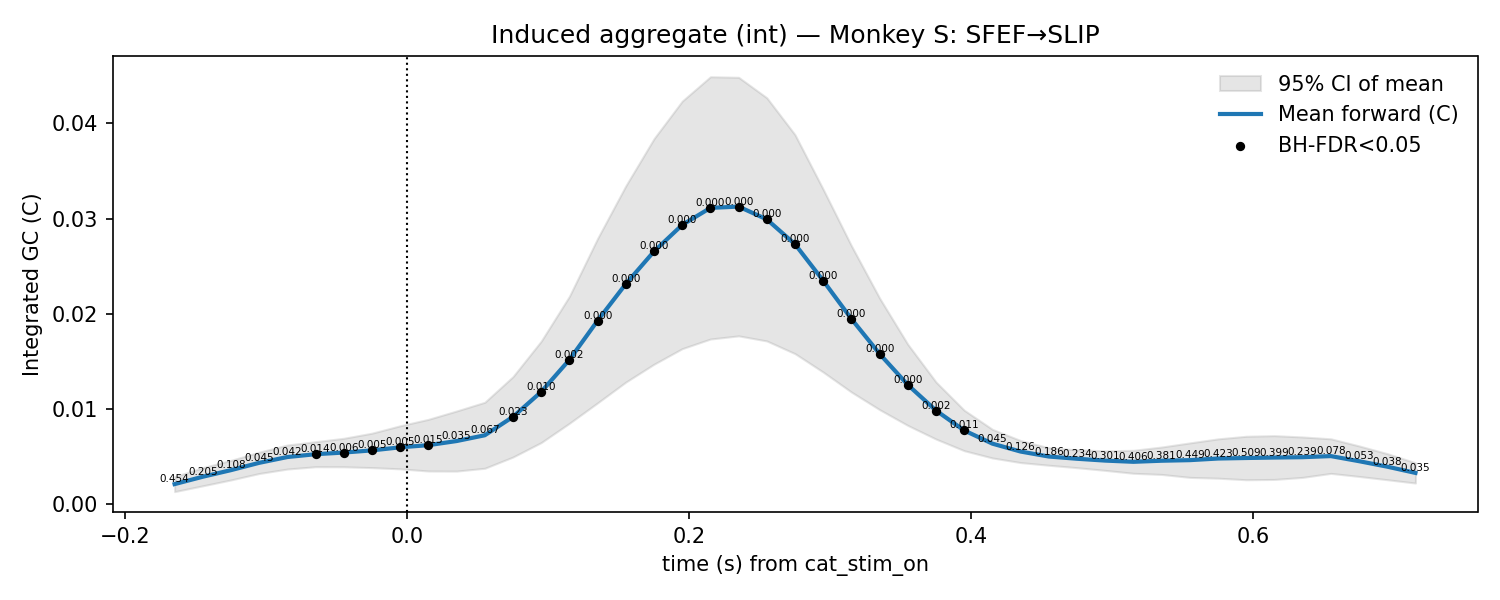 Induced aggregate (int) — Monkey S: SFEF→SLIP
Integrated GC (C)
0.04
0.03
0.02
0.01
0.00
95% CI of mean
Mean forward (C)
BH-FDR<0.05
0.454 0.205 0.108 0.045 0.042 0.014 0.006 0.005 0.005 0.015 0.035 0.067 0.023 0.010 0.002 0.000 0.000 0.000 0.000 0.000 0.000 0.000 0.000 0.000 0.000 0.000 0.000 0.002 0.011 0.045 0.126 0.186 0.234 0.301 0.406 0.381 0.449 0.423 0.509 0.399 0.239 0.078 0.053 0.038 0.035
−0.2 0.0 0.2 0.4 0.6
time (s) from cat_stim_on